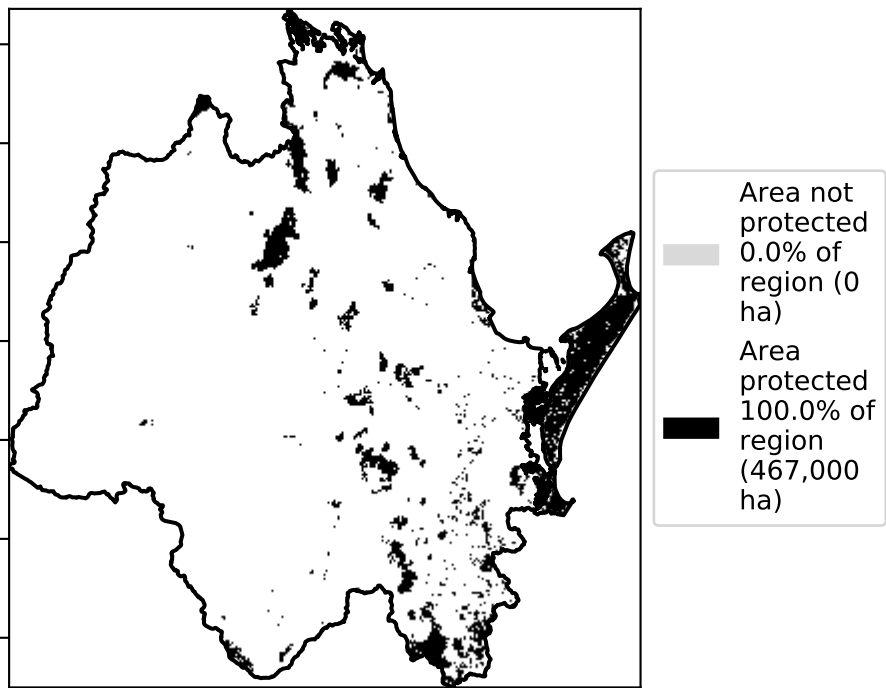 Area not
protected
0.0% of
region (0
ha)
Area
protected
100.0% of
region
(467,000
ha)